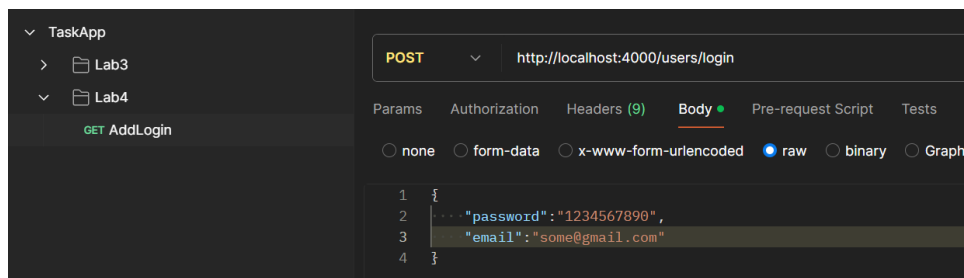 TaskApp
Lab3
Lab4
GET AddLogin
POST http://localhost:4000/users/login
Params Authorization Headers (9) Body Pre-request Script Tests
none form-data x-www-form-urlencoded raw binary Graph
1 {
2 "password":"1234567890",
3 "email":"some@gmail.com"
4 }